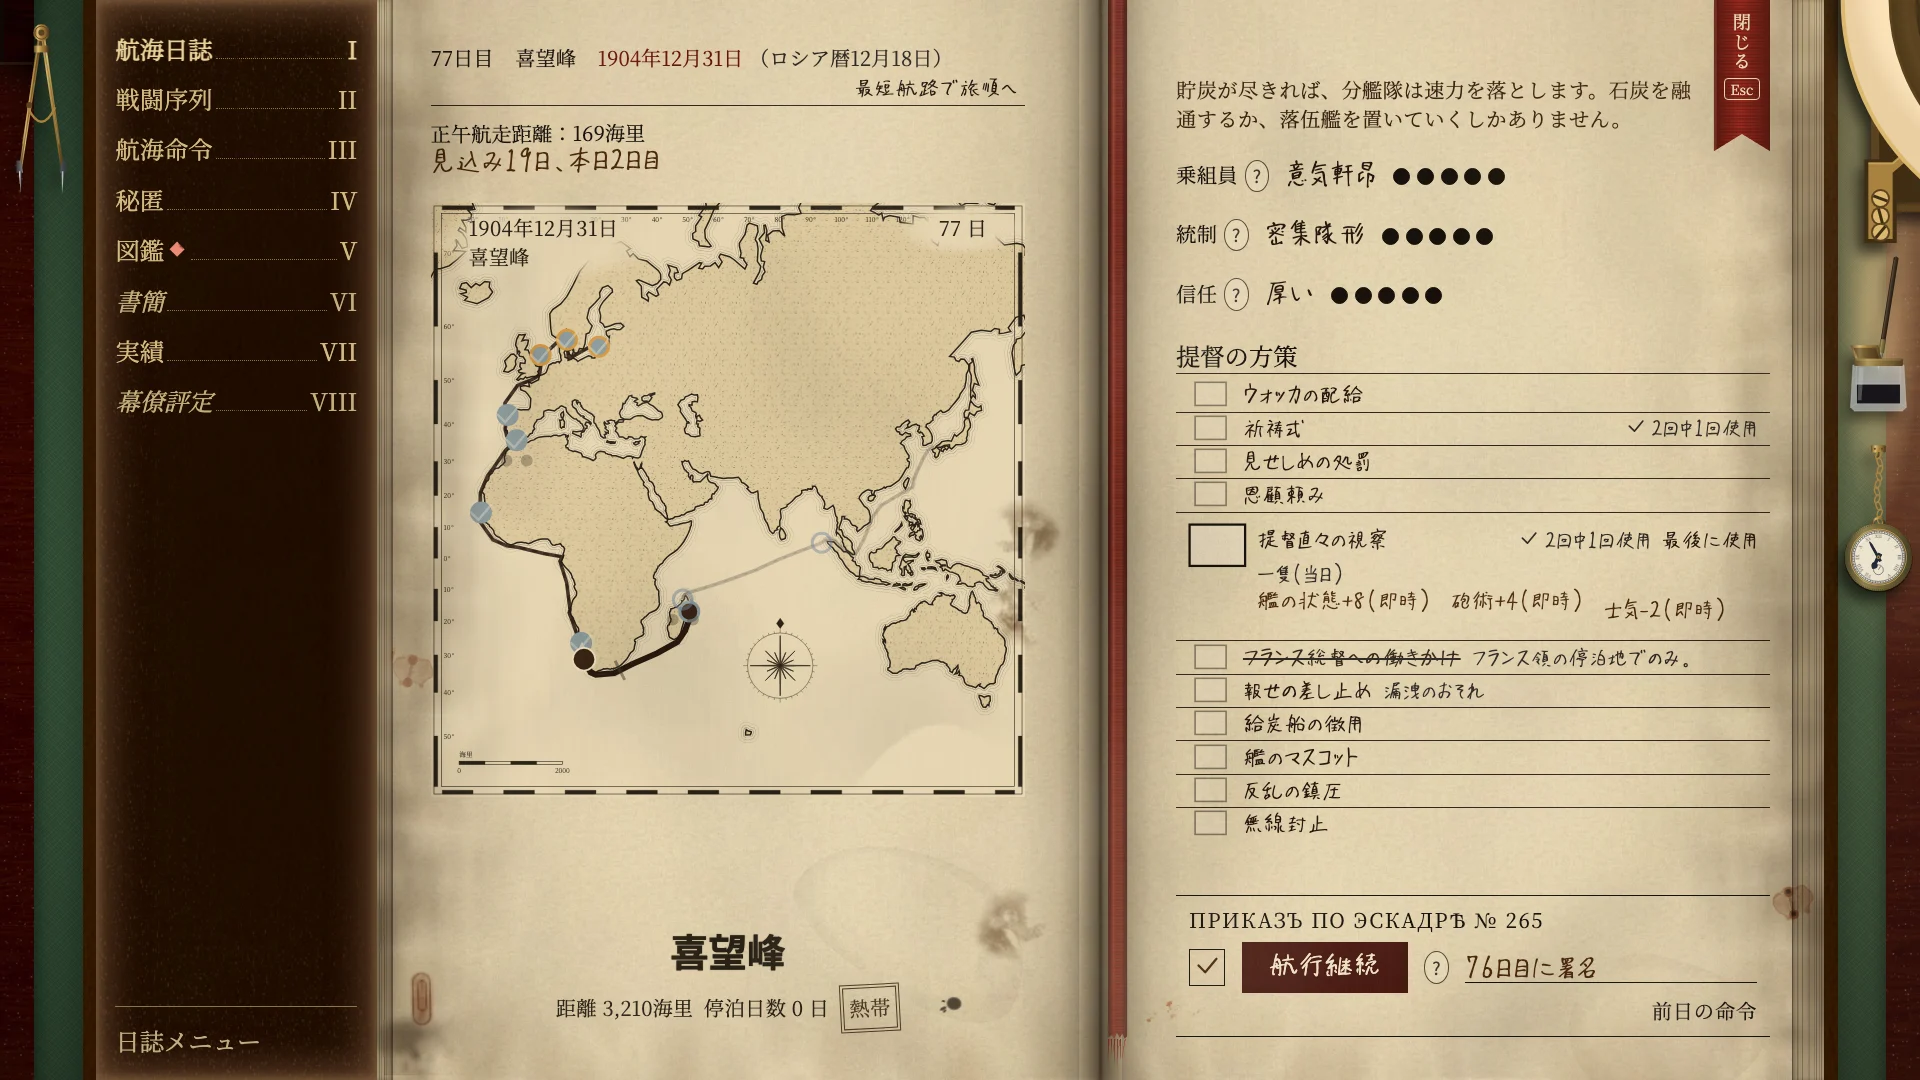 航海日誌 I
戦闘序列 II
航海命令 III
秘匿 IV
図鑑 V
書簡 VI
実績 VII
幕僚評定 VIII
日誌メニュー
77日目 喜望峰 1904年12月31日 （ロシア暦12月18日）
最短航路で旅順へ
正午航走距離：169海里
見込み19日、本日2日目
1904年12月31日
77 日
喜望峰
海里
0 2000
喜望峰
距離 3,210海里 停泊日数 0 日 熱帯
閉じる
Esc
貯炭が尽きれば、分艦隊は速力を落とします。石炭を融
通するか、落伍艦を置いていくしかありません。
乗組員 ? 意気軒昂
統制 ? 密集隊形
信任 ? 厚い
提督の方策
ウォッカの配給
祈祷式 ✓ 2回中1回使用
見せしめの処罰
恩顧頼み
提督直々の視察 ✓ 2回中1回使用 最後に使用
一隻(当日)
艦の状態+8(即時) 砲術+4(即時) 士気-2(即時)
フランス総督への働きかけ フランス領の停泊地でのみ。
報せの差し止め 漏洩のおそれ
給炭船の徴用
艦のマスコット
反乱の鎮圧
無線封止
ПРИКАЗЪ ПО ЭСКАДРѢ № 265
航行継続 ? 76日目に署名
前日の命令